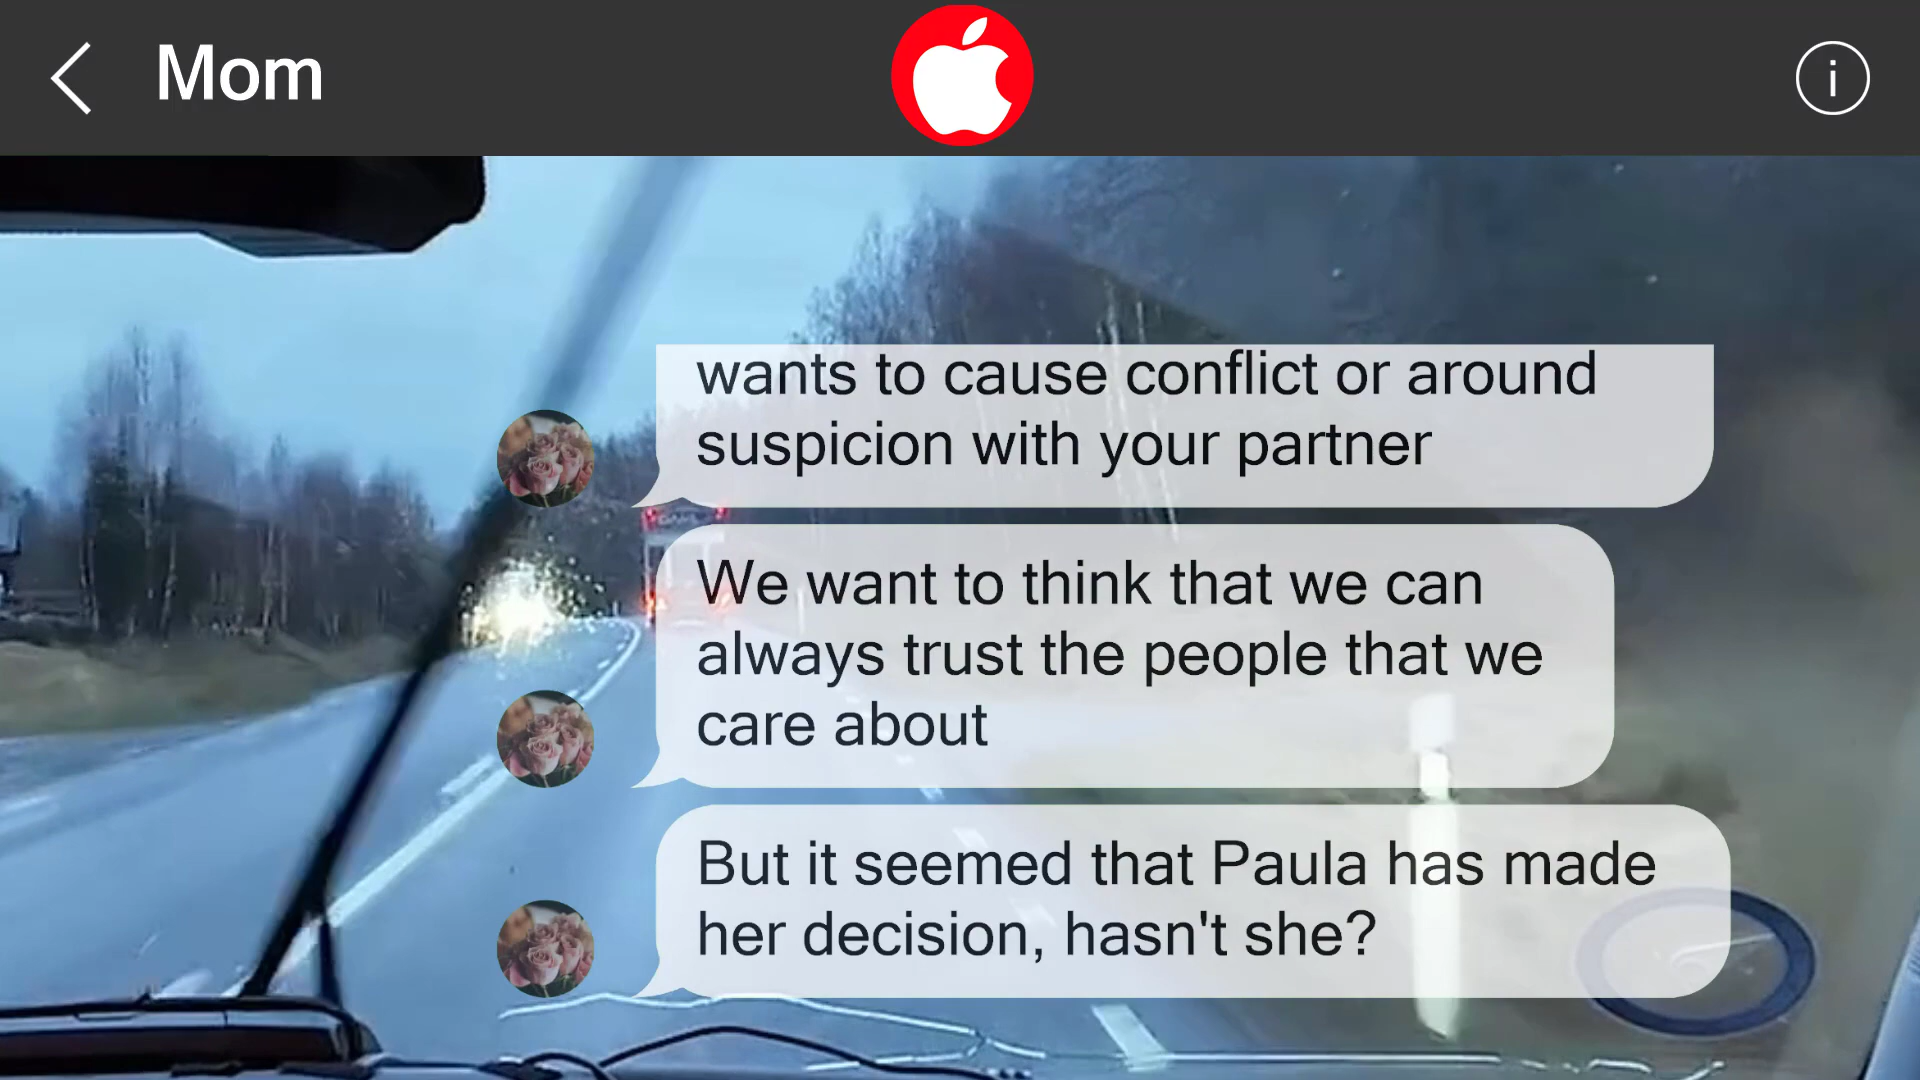 Mom
wants to cause conflict or around
suspicion with your partner
We want to think that we can
always trust the people that we
care about
But it seemed that Paula has made
her decision, hasn't she?